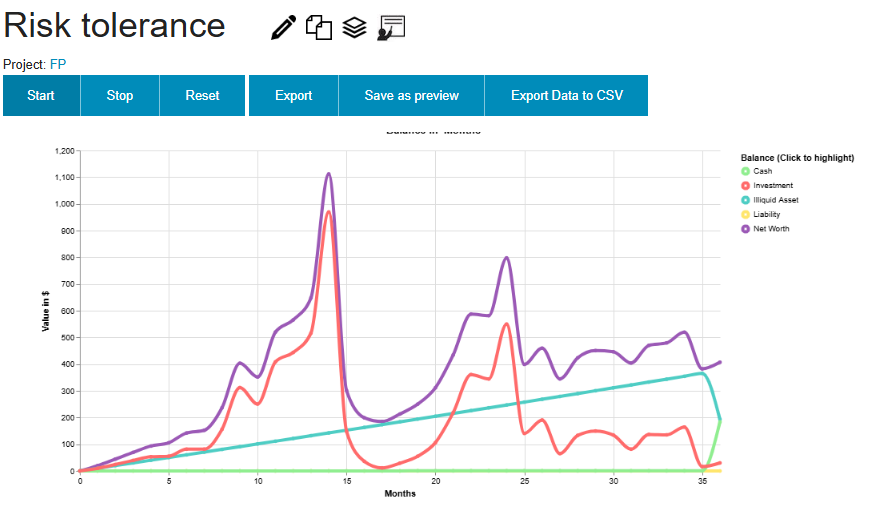 Risk tolerance
Project: FP
Start Stop Reset Export Save as preview Export Data to CSV
Balance in Months
1,200
1,100
1,000
900
800
700
600
500
400
300
200
100
0
Value in $
0 5 10 15 20 25 30 35
Months
Balance (Click to highlight)
Cash
Investment
Illiquid Asset
Liability
Net Worth